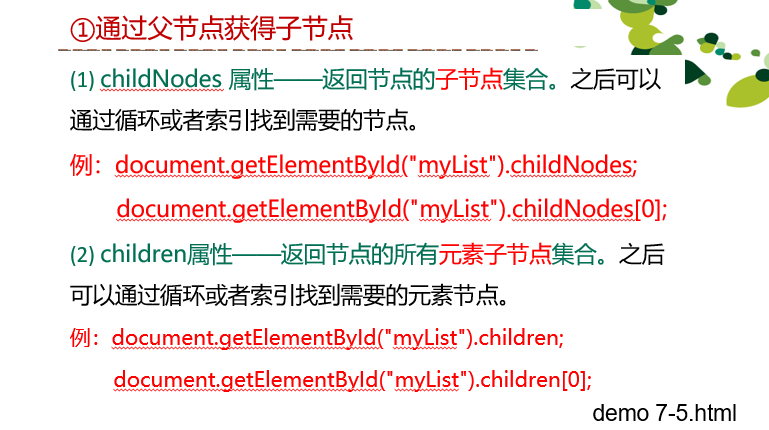 ①通过父节点获得子节点
(1) childNodes 属性——返回节点的子节点集合。之后可以
通过循环或者索引找到需要的节点。
例：document.getElementById("myList").childNodes;
document.getElementById("myList").childNodes[0];
(2) children属性——返回节点的所有元素子节点集合。之后
可以通过循环或者索引找到需要的元素节点。
例：document.getElementById("myList").children;
document.getElementById("myList").children[0];
demo 7-5.html